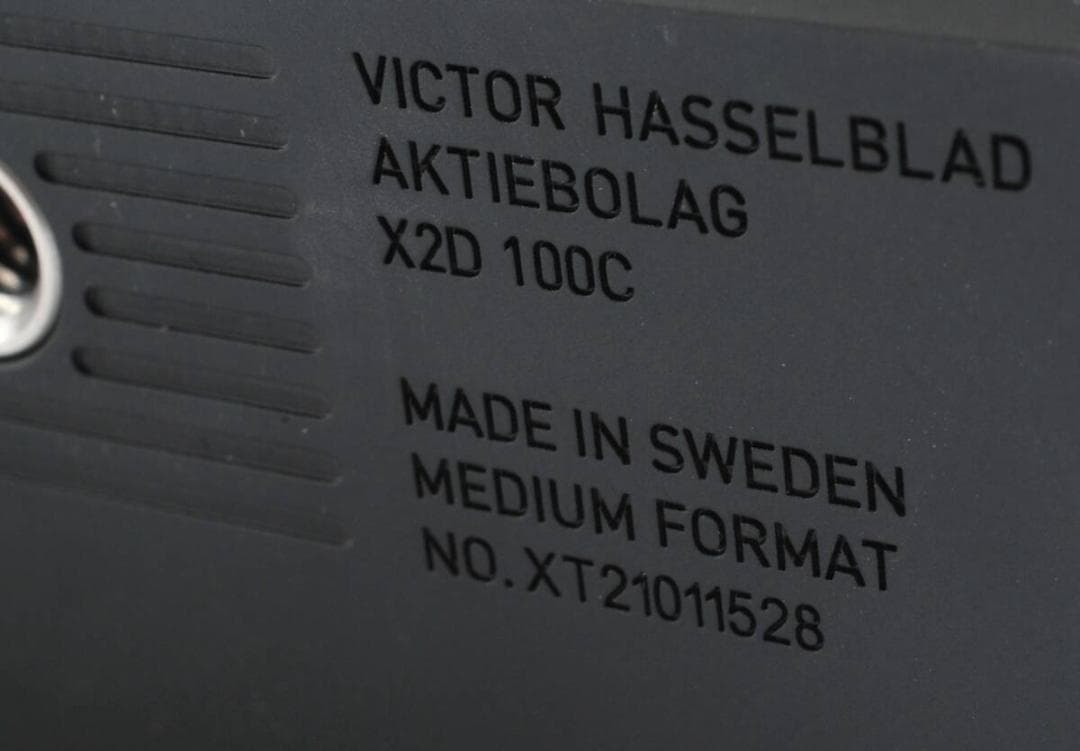 VICTOR HASSELBLAD
AKTIEBOLAG
X2D 100C
MADE IN SWEDEN
MEDIUM FORMAT
NO. XT21011528